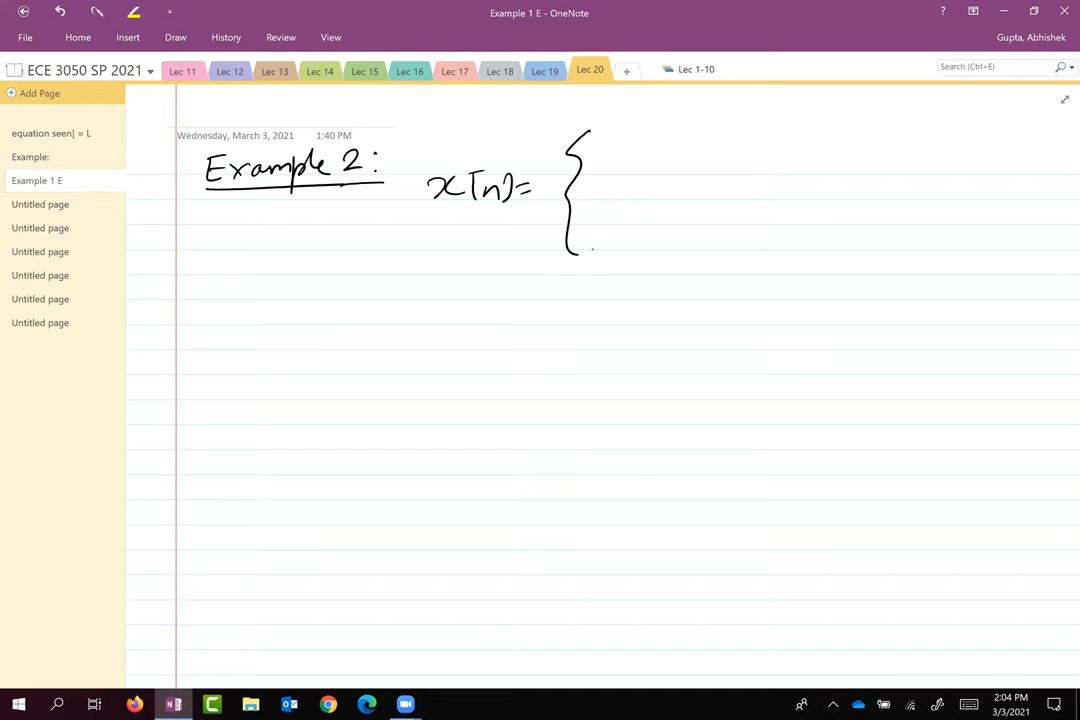 Example 1 E - OneNote
?
File Home Insert Draw History Review View
Gupta, Abhishek
ECE 3050 SP 2021
Lec 11 Lec 12 Lec 13 Lec 14 Lec 15 Lec 16 Lec 17 Lec 18 Lec 19 Lec 20 + Lec 1-10
Search (Ctrl+E)
Add Page
equation seen] = L
Example:
Example 1 E
Untitled page
Untitled page
Untitled page
Untitled page
Untitled page
Untitled page
Wednesday, March 3, 2021 1:40 PM
Example 2:
x[n]= {
2:04 PM
3/3/2021